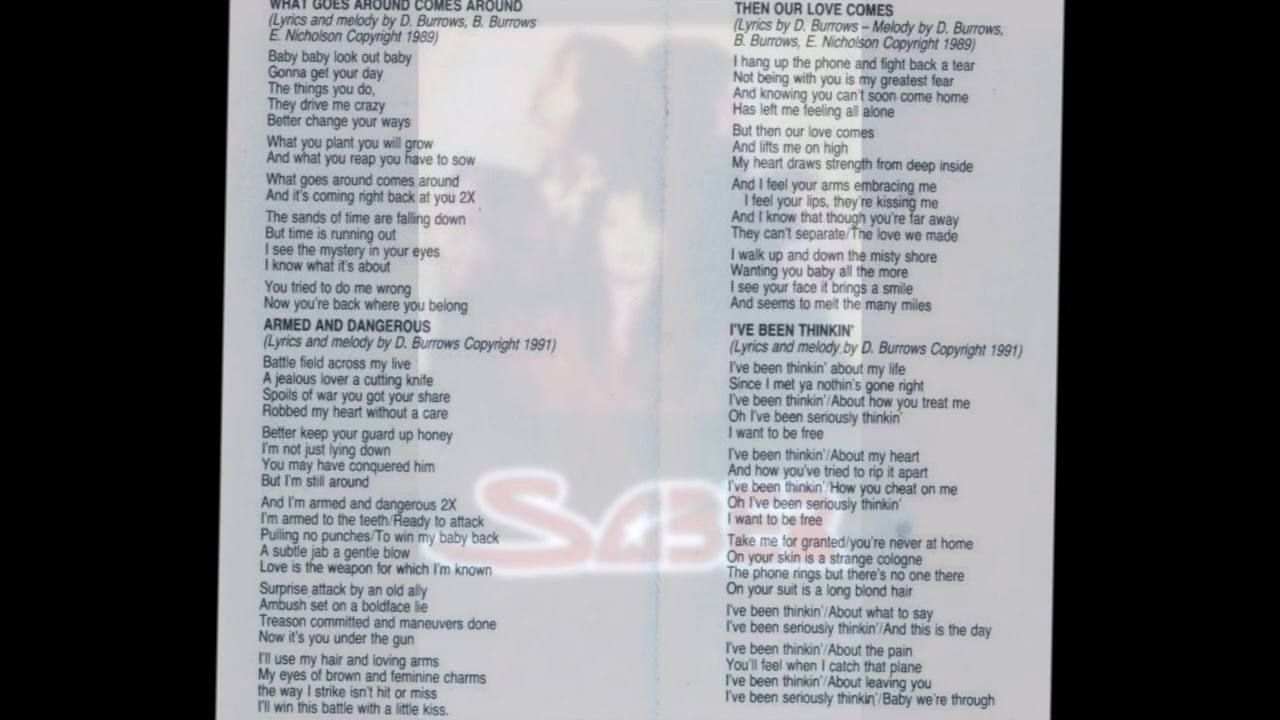 WHAT GOES AROUND COMES AROUND
(Lyrics and melody by D. Burrows, B. Burrows
E. Nicholson Copyright 1989)
Baby baby look out baby
Gonna get your day
The things you do,
They drive me crazy
Better change your ways
What you plant you will grow
And what you reap you have to sow
What goes around comes around
And it's coming right back at you 2X
The sands of time are falling down
But time is running out
I see the mystery in your eyes
I know what it's about
You tried to do me wrong
Now you're back where you belong
ARMED AND DANGEROUS
(Lyrics and melody by D. Burrows Copyright 1991)
Battle field across my live
A jealous lover a cutting knife
Spoils of war you got your share
Robbed my heart without a care
Better keep your guard up honey
I'm not just lying down
You may have conquered him
But I'm still around
And I'm armed and dangerous 2X
I'm armed to the teeth/Ready to attack
Pulling no punches/To win my baby back
A subtle jab a gentle blow
Love is the weapon for which I'm known
Surprise attack by an old ally
Ambush set on a boldface lie
Treason committed and maneuvers done
Now it's you under the gun
I'll use my hair and loving arms
My eyes of brown and feminine charms
the way I strike isn't hit or miss
I'll win this battle with a little kiss.
THEN OUR LOVE COMES
(Lyrics by D. Burrows – Melody by D. Burrows,
B. Burrows, E. Nicholson Copyright 1989)
I hang up the phone and fight back a tear
Not being with you is my greatest fear
And knowing you can't soon come home
Has left me feeling all alone
But then our love comes
And lifts me on high
My heart draws strength from deep inside
And I feel your arms embracing me
I feel your lips, they're kissing me
And I know that though you're far away
They can't separate/The love we made
I walk up and down the misty shore
Wanting you baby all the more
I see your face it brings a smile
And seems to melt the many miles
I'VE BEEN THINKIN'
(Lyrics and melody by D. Burrows Copyright 1991)
I've been thinkin' about my life
Since I met ya nothin's gone right
I've been thinkin'/About how you treat me
Oh I've been seriously thinkin'
I want to be free
I've been thinkin'/About my heart
And how you've tried to rip it apart
I've been thinkin'/How you cheat on me
Oh I've been seriously thinkin'
I want to be free
Take me for granted/you're never at home
On your skin is a strange cologne
The phone rings but there's no one there
On your suit is a long blond hair
I've been thinkin'/About what to say
I've been seriously thinkin'/And this is the day
I've been thinkin'/About the pain
You'll feel when I catch that plane
I've been thinkin'/About leaving you
I've been seriously thinkin'/Baby we're through